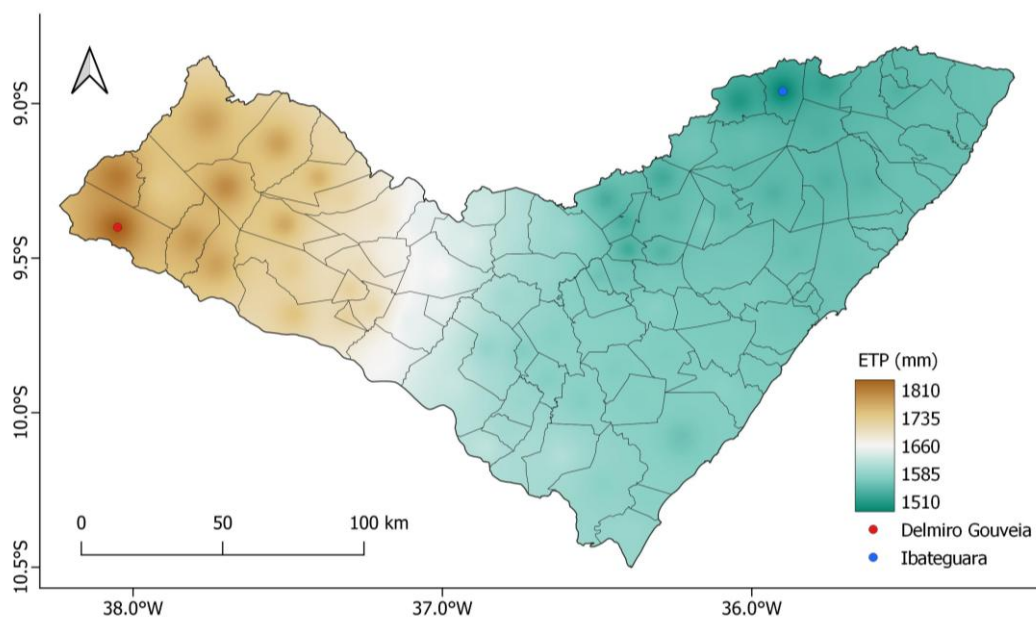 9.0°S
9.5°S
10.0°S
10.5°S
ETP (mm)
1810
1735
1660
1585
1510
Delmiro Gouveia
Ibateguara
0 50 100 km
38.0°W 37.0°W 36.0°W